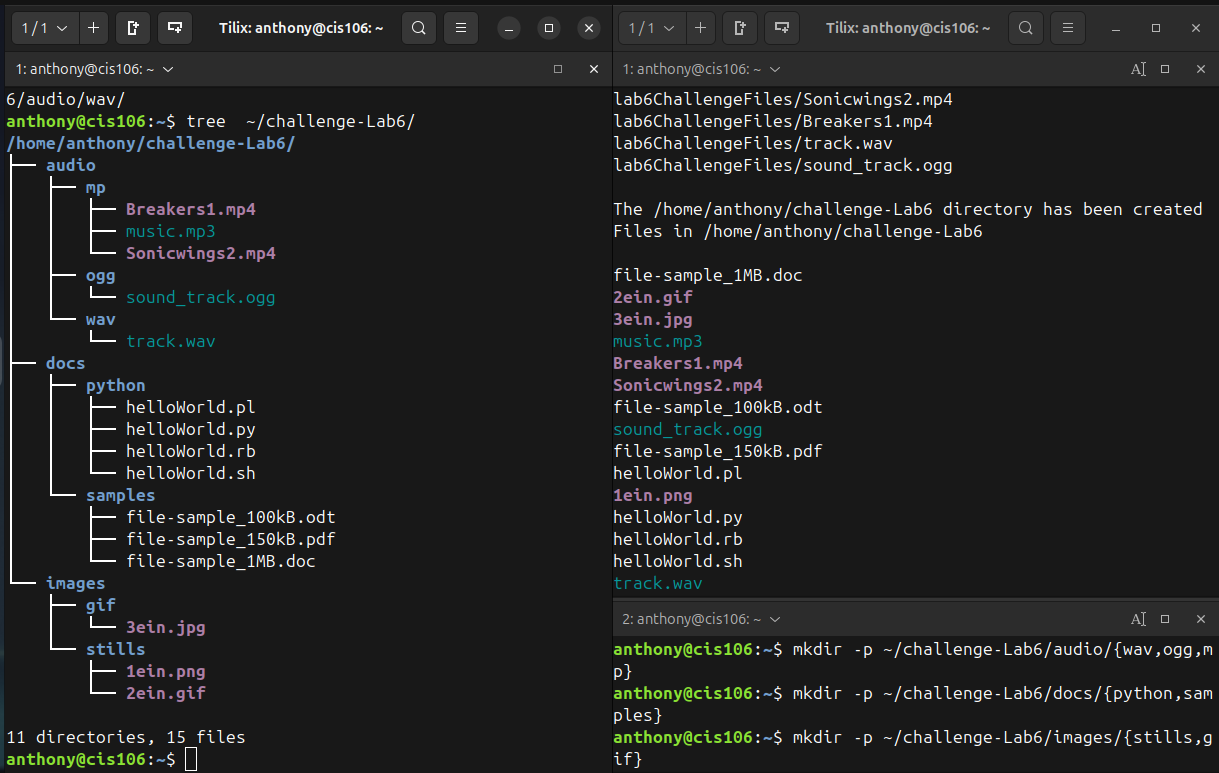 1 / 1
Tilix: anthony@cis106: ~
1: anthony@cis106: ~
6/audio/wav/
anthony@cis106:~$ tree  ~/challenge-Lab6/
/home/anthony/challenge-Lab6/
├── audio
│   ├── mp
│   │   ├── Breakers1.mp4
│   │   ├── music.mp3
│   │   └── Sonicwings2.mp4
│   ├── ogg
│   │   └── sound_track.ogg
│   └── wav
│       └── track.wav
├── docs
│   ├── python
│   │   ├── helloWorld.pl
│   │   ├── helloWorld.py
│   │   ├── helloWorld.rb
│   │   └── helloWorld.sh
│   └── samples
│       ├── file-sample_100kB.odt
│       ├── file-sample_150kB.pdf
│       └── file-sample_1MB.doc
└── images
    ├── gif
    │   └── 3ein.jpg
    └── stills
        ├── 1ein.png
        └── 2ein.gif
11 directories, 15 files
anthony@cis106:~$
1 / 1
Tilix: anthony@cis106: ~
1: anthony@cis106: ~
AI
lab6ChallengeFiles/Sonicwings2.mp4
lab6ChallengeFiles/Breakers1.mp4
lab6ChallengeFiles/track.wav
lab6ChallengeFiles/sound_track.ogg
The /home/anthony/challenge-Lab6 directory has been created
Files in /home/anthony/challenge-Lab6
file-sample_1MB.doc
2ein.gif
3ein.jpg
music.mp3
Breakers1.mp4
Sonicwings2.mp4
file-sample_100kB.odt
sound_track.ogg
file-sample_150kB.pdf
helloWorld.pl
1ein.png
helloWorld.py
helloWorld.rb
helloWorld.sh
track.wav
2: anthony@cis106: ~
AI
anthony@cis106:~$ mkdir -p ~/challenge-Lab6/audio/{wav,ogg,m
p}
anthony@cis106:~$ mkdir -p ~/challenge-Lab6/docs/{python,sam
ples}
anthony@cis106:~$ mkdir -p ~/challenge-Lab6/images/{stills,g
if}